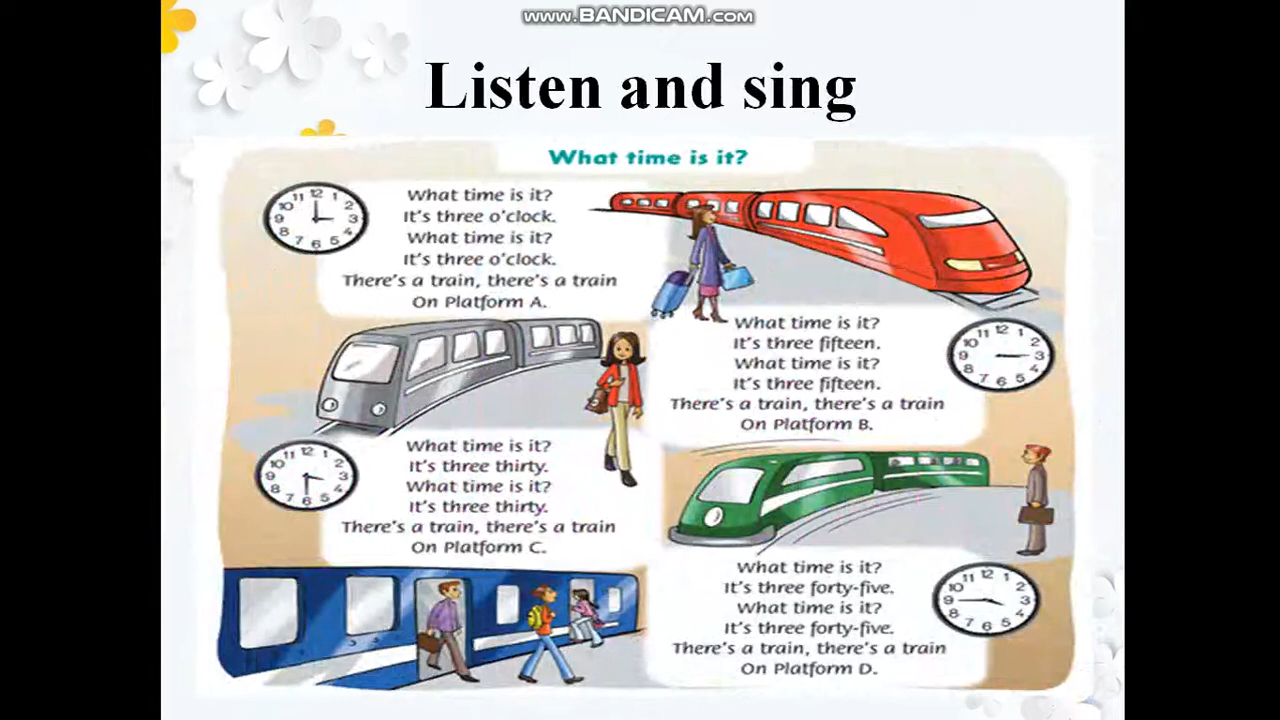 www.BANDICAM.com
Listen and sing
What time is it?
What time is it?
It's three o'clock.
What time is it?
It's three o'clock.
There's a train, there's a train
On Platform A.
What time is it?
It's three fifteen.
What time is it?
It's three fifteen.
There's a train, there's a train
On Platform B.
What time is it?
It's three thirty.
What time is it?
It's three thirty.
There's a train, there's a train
On Platform C.
What time is it?
It's three forty-five.
What time is it?
It's three forty-five.
There's a train, there's a train
On Platform D.